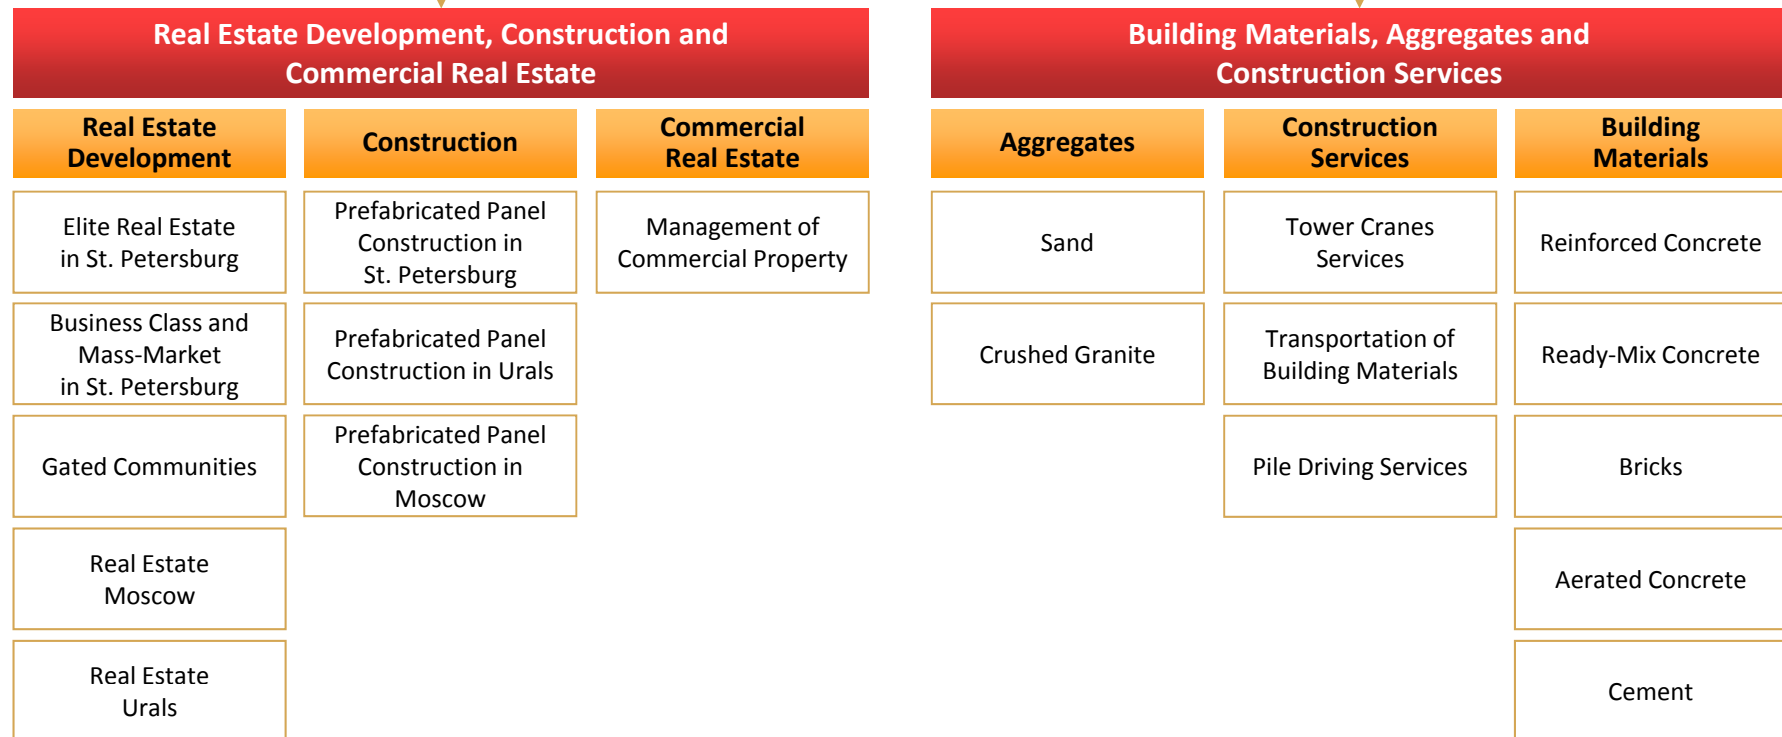 Real Estate Development, Construction and
Commercial Real Estate
Real Estate
Development
Elite Real Estate
in St. Petersburg
Business Class and
Mass-Market
in St. Petersburg
Gated Communities
Real Estate
Moscow
Real Estate
Urals
Construction
Prefabricated Panel
Construction in
St. Petersburg
Prefabricated Panel
Construction in Urals
Prefabricated Panel
Construction in
Moscow
Commercial
Real Estate
Management of
Commercial Property
Building Materials, Aggregates and
Construction Services
Aggregates
Sand
Crushed Granite
Construction
Services
Tower Cranes
Services
Transportation of
Building Materials
Pile Driving Services
Building
Materials
Reinforced Concrete
Ready-Mix Concrete
Bricks
Aerated Concrete
Cement